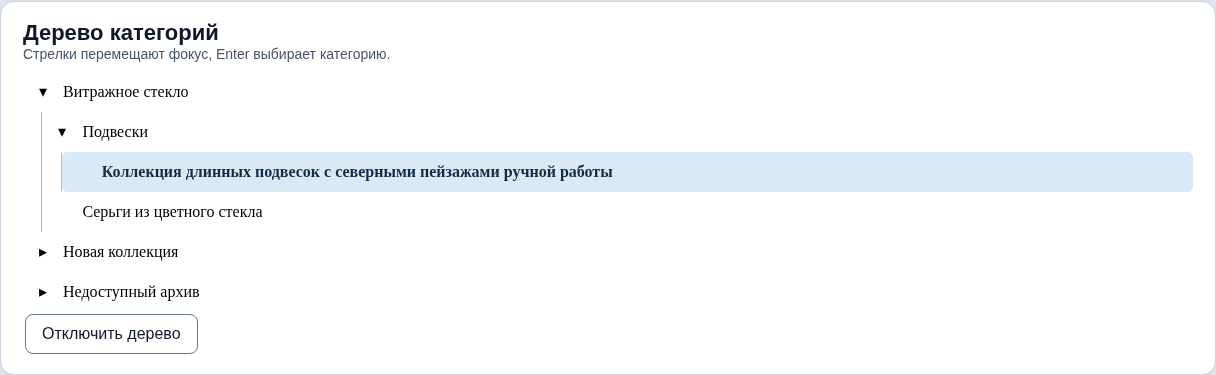 Дерево категорий
Стрелки перемещают фокус, Enter выбирает категорию.
Витражное стекло
Подвески
Коллекция длинных подвесок с северными пейзажами ручной работы
Серьги из цветного стекла
Новая коллекция
Недоступный архив
Отключить дерево